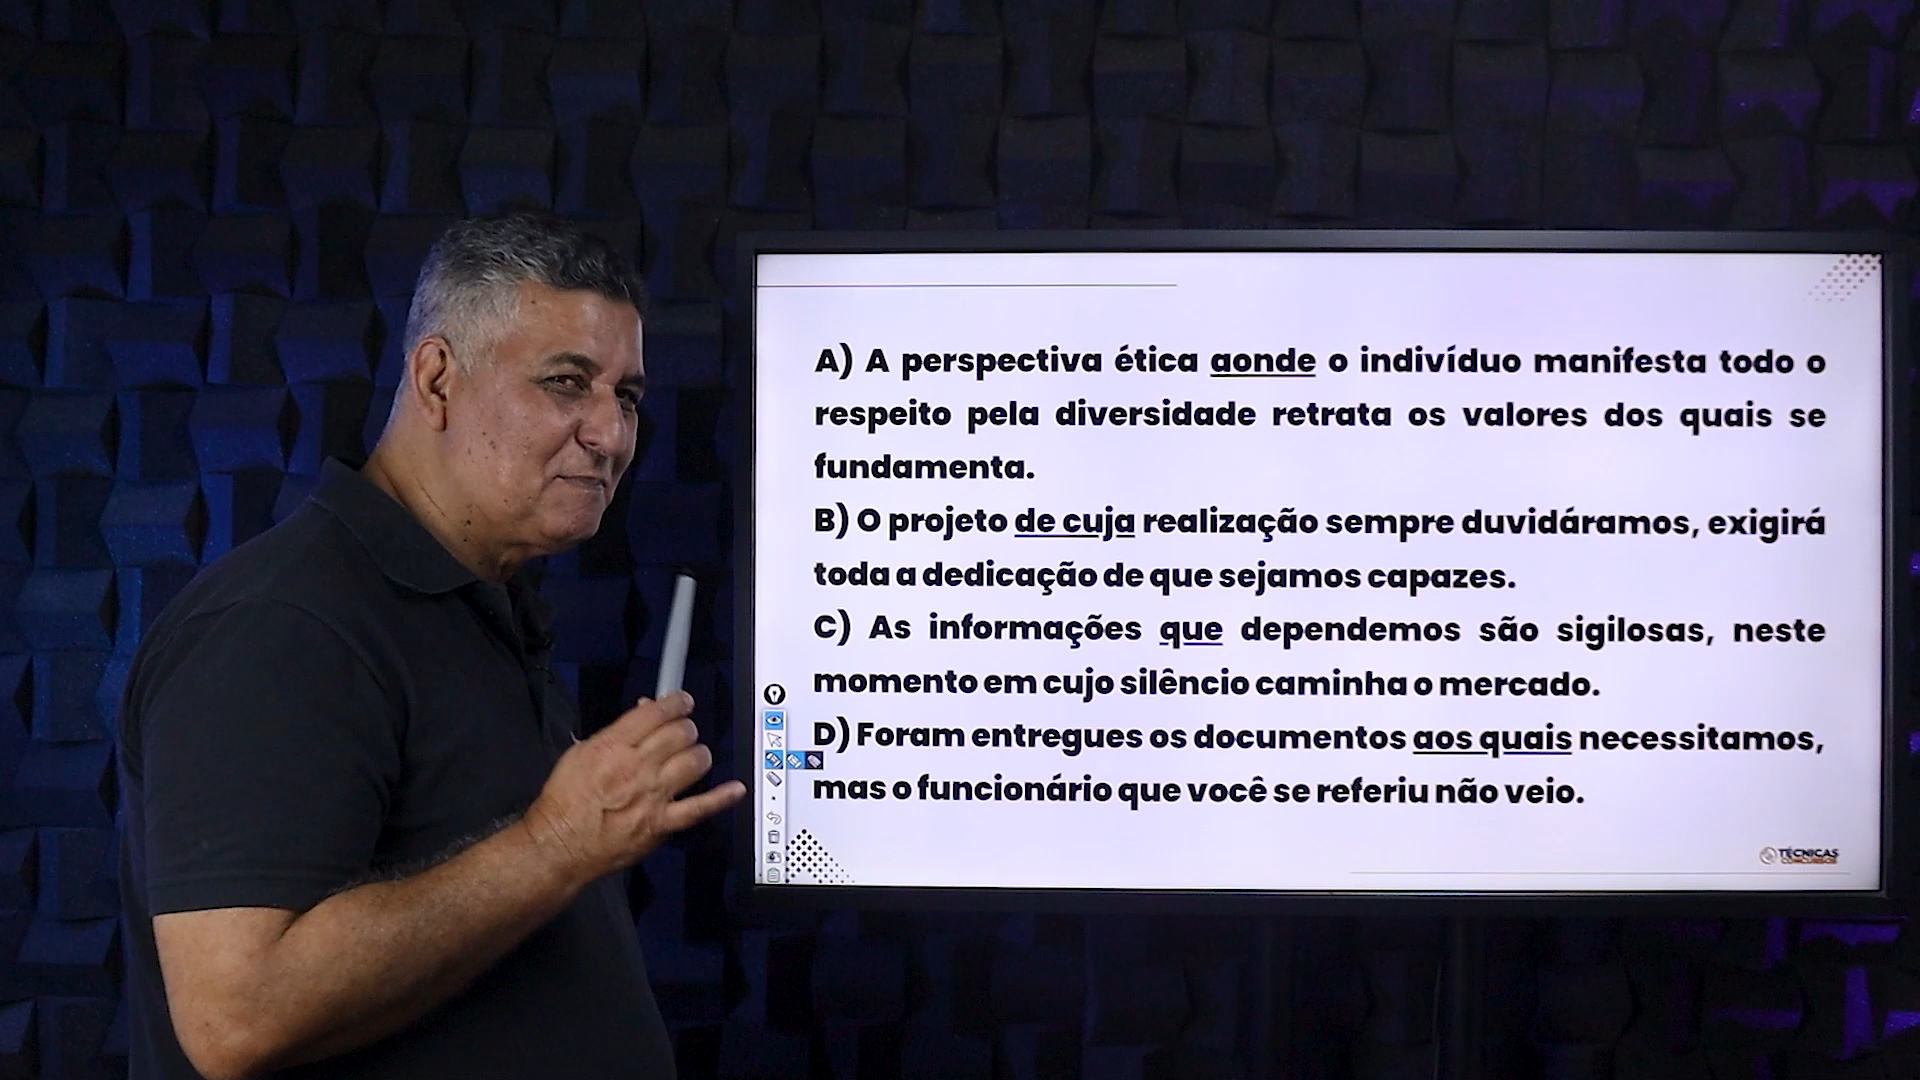 A) A perspectiva ética aonde o indivíduo manifesta todo o
respeito pela diversidade retrata os valores dos quais se
fundamenta.
B) O projeto de cuja realização sempre duvidáramos, exigirá
toda a dedicação de que sejamos capazes.
C) As informações que dependemos são sigilosas, neste
momento em cujo silêncio caminha o mercado.
D) Foram entregues os documentos aos quais necessitamos,
mas o funcionário que você se referiu não veio.
TÉCNICAS
CONCURSOS